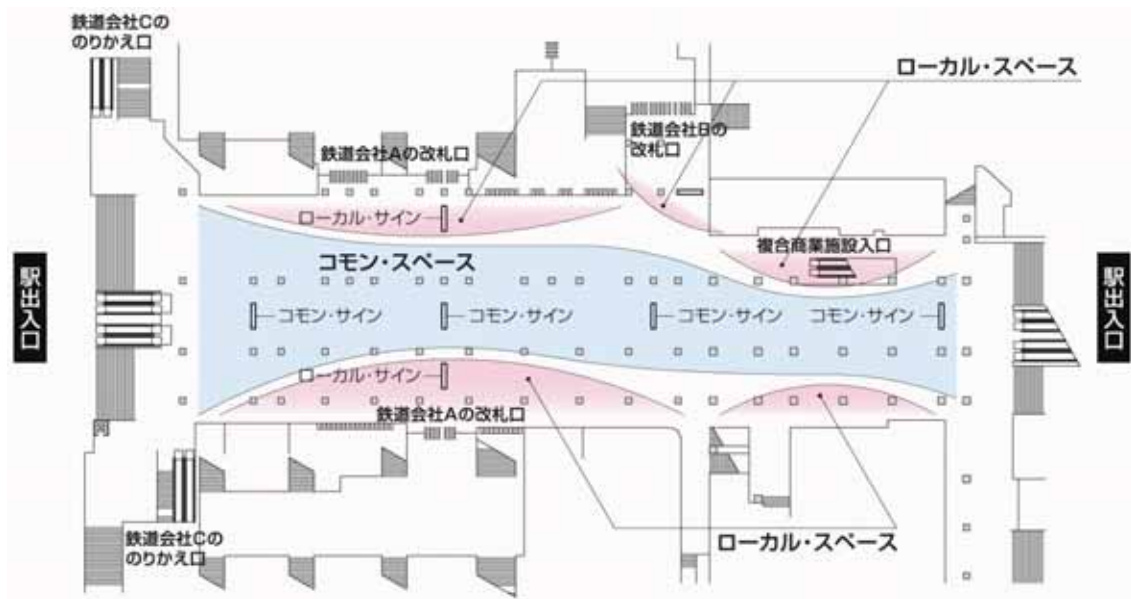 鉄道会社Cの
のりかえ口
ローカル・スペース
鉄道会社Bの
改札口
鉄道会社Aの改札口
ローカル・サイン
複合商業施設入口
コモン・スペース
駅出入口
駅出入口
コモン・サイン
コモン・サイン
コモン・サイン
コモン・サイン
ローカル・サイン
鉄道会社Aの改札口
鉄道会社Cの
のりかえ口
ローカル・スペース